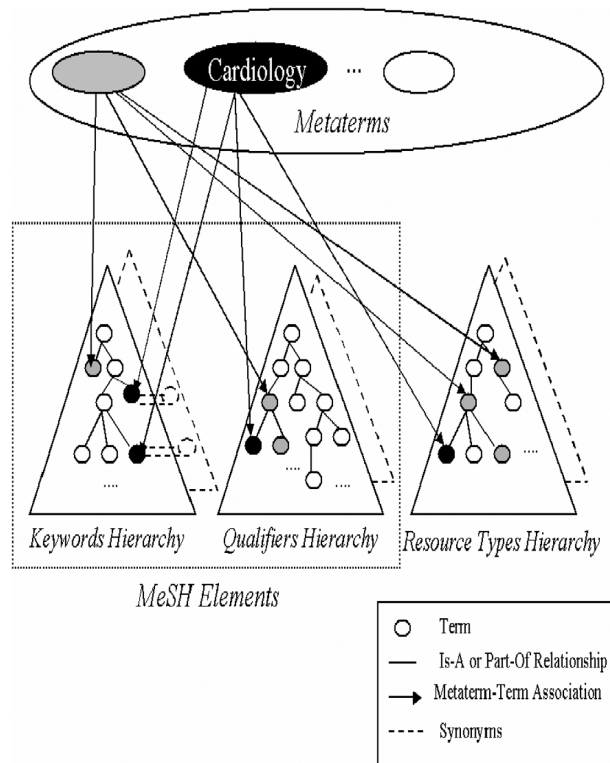 Cardiology
...
Metaterms
....
....
....
....
Keywords Hierarchy
Qualifiers Hierarchy
Resource Types Hierarchy
MeSH Elements
Term
Is-A or Part-Of Relationship
Metaterm-Term Association
Synonyms